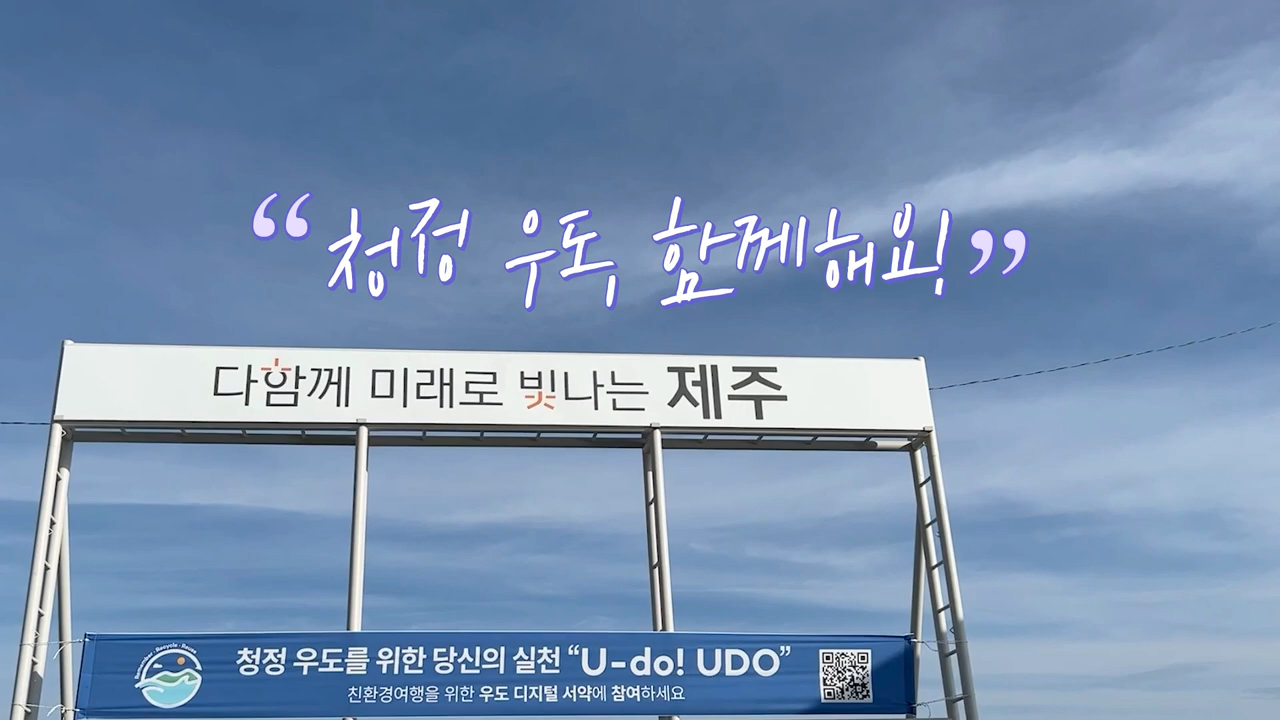 “청정 우도, 함께해요!”
다함께 미래로 빛나는 제주
청정 우도를 위한 당신의 실천 “U-do! UDO”
친환경여행을 위한 우도 디지털 서약에 참여하세요